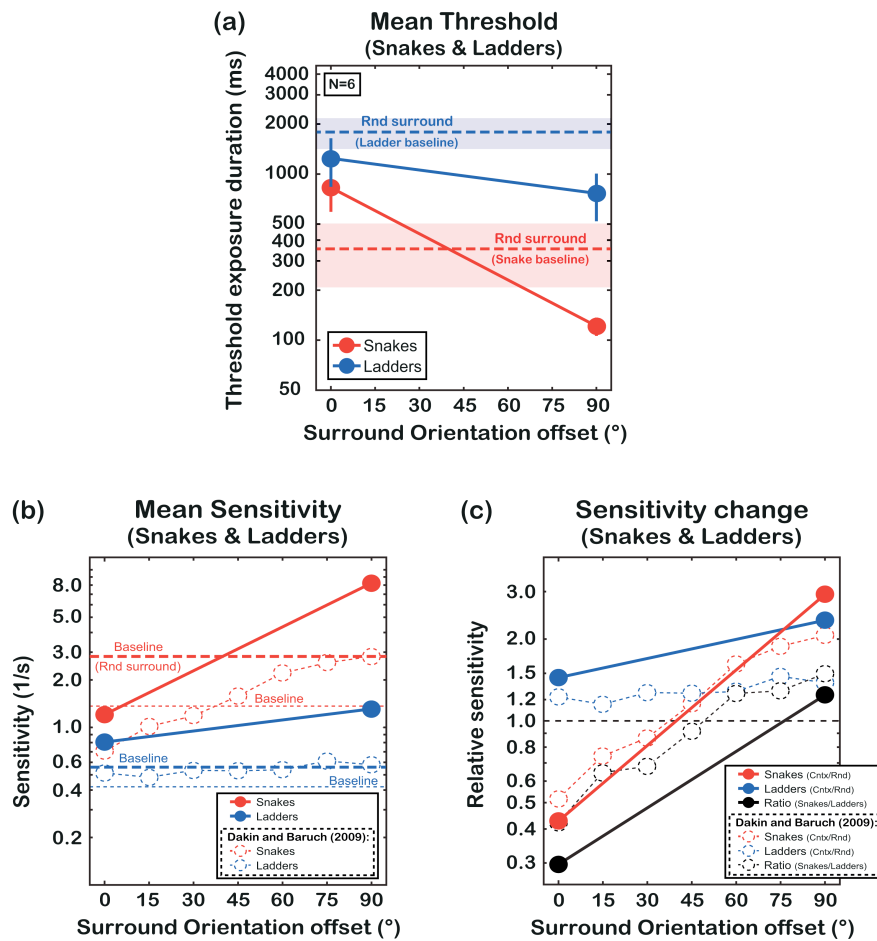 (a)
Mean Threshold
(Snakes & Ladders)
Threshold exposure duration (ms)
4000
3000
2000
1000
500
400
300
200
100
50
N=6
Rnd surround
(Ladder baseline)
Rnd surround
(Snake baseline)
Snakes
Ladders
0 15 30 45 60 75 90
Surround Orientation offset (°)
(b)
Mean Sensitivity
(Snakes & Ladders)
Sensitivity (1/s)
8.0
5.0
3.0
2.0
1.0
0.6
0.4
0.2
Baseline
(Rnd surround)
Baseline
Baseline
Baseline
Snakes
Ladders
Dakin and Baruch (2009):
Snakes
Ladders
0 15 30 45 60 75 90
Surround Orientation offset (°)
(c)
Sensitivity change
(Snakes & Ladders)
Relative sensitivity
3.0
2.0
1.5
1.2
1.0
0.8
0.6
0.5
0.4
0.3
Snakes (Cntx/Rnd)
Ladders (Cntx/Rnd)
Ratio (Snakes/Ladders)
Dakin and Baruch (2009):
Snakes (Cntx/Rnd)
Ladders (Cntx/Rnd)
Ratio (Snakes/Ladders)
0 15 30 45 60 75 90
Surround Orientation offset (°)